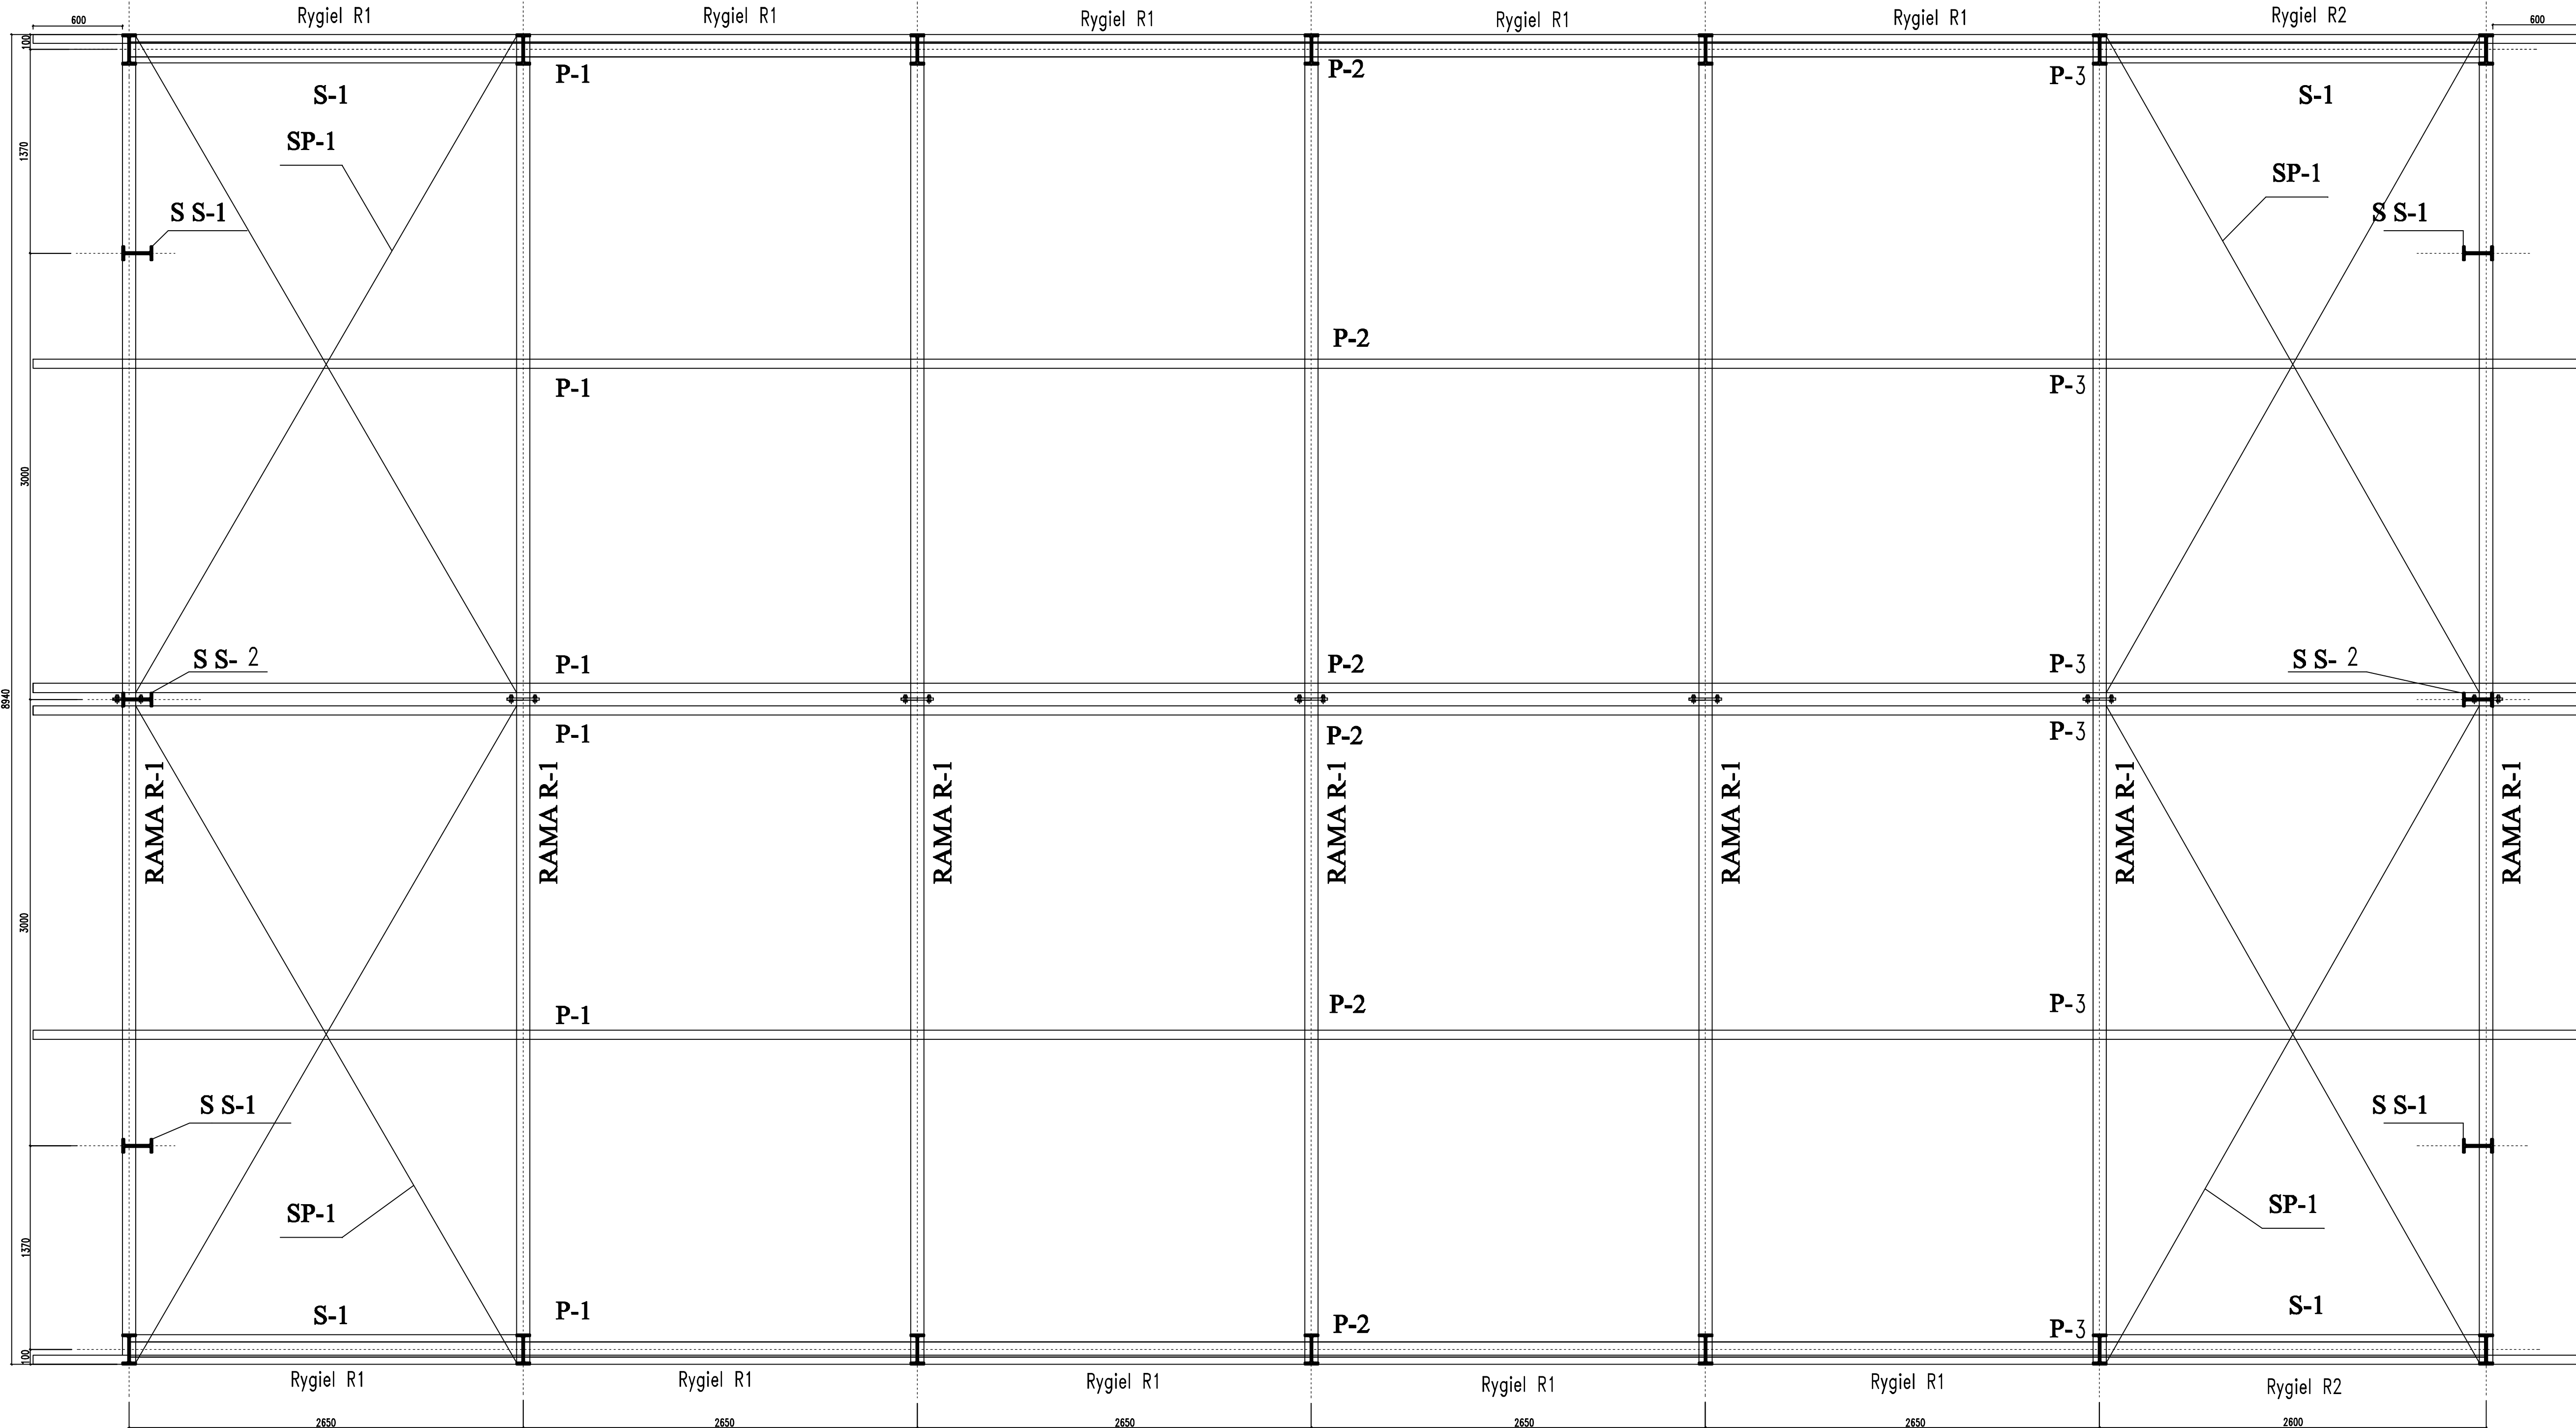 Rygiel R1
Rygiel R1
Rygiel R1
Rygiel R1
Rygiel R1
Rygiel R2
600
600
100
P-1
P-2
P-3
S-1
S-1
SP-1
1370
SP-1
S S-1
S S-1
P-2
P-1
P-3
3000
S S- 2
P-1
P-2
P-3
S S- 2
8940
P-1
P-2
P-3
RAMA R-1
RAMA R-1
RAMA R-1
RAMA R-1
RAMA R-1
RAMA R-1
RAMA R-1
3000
P-1
P-2
P-3
S S-1
S S-1
SP-1
SP-1
1370
S-1
P-1
P-2
P-3
S-1
100
Rygiel R1
Rygiel R1
Rygiel R1
Rygiel R1
Rygiel R1
Rygiel R2
2650
2650
2650
2650
2650
2600